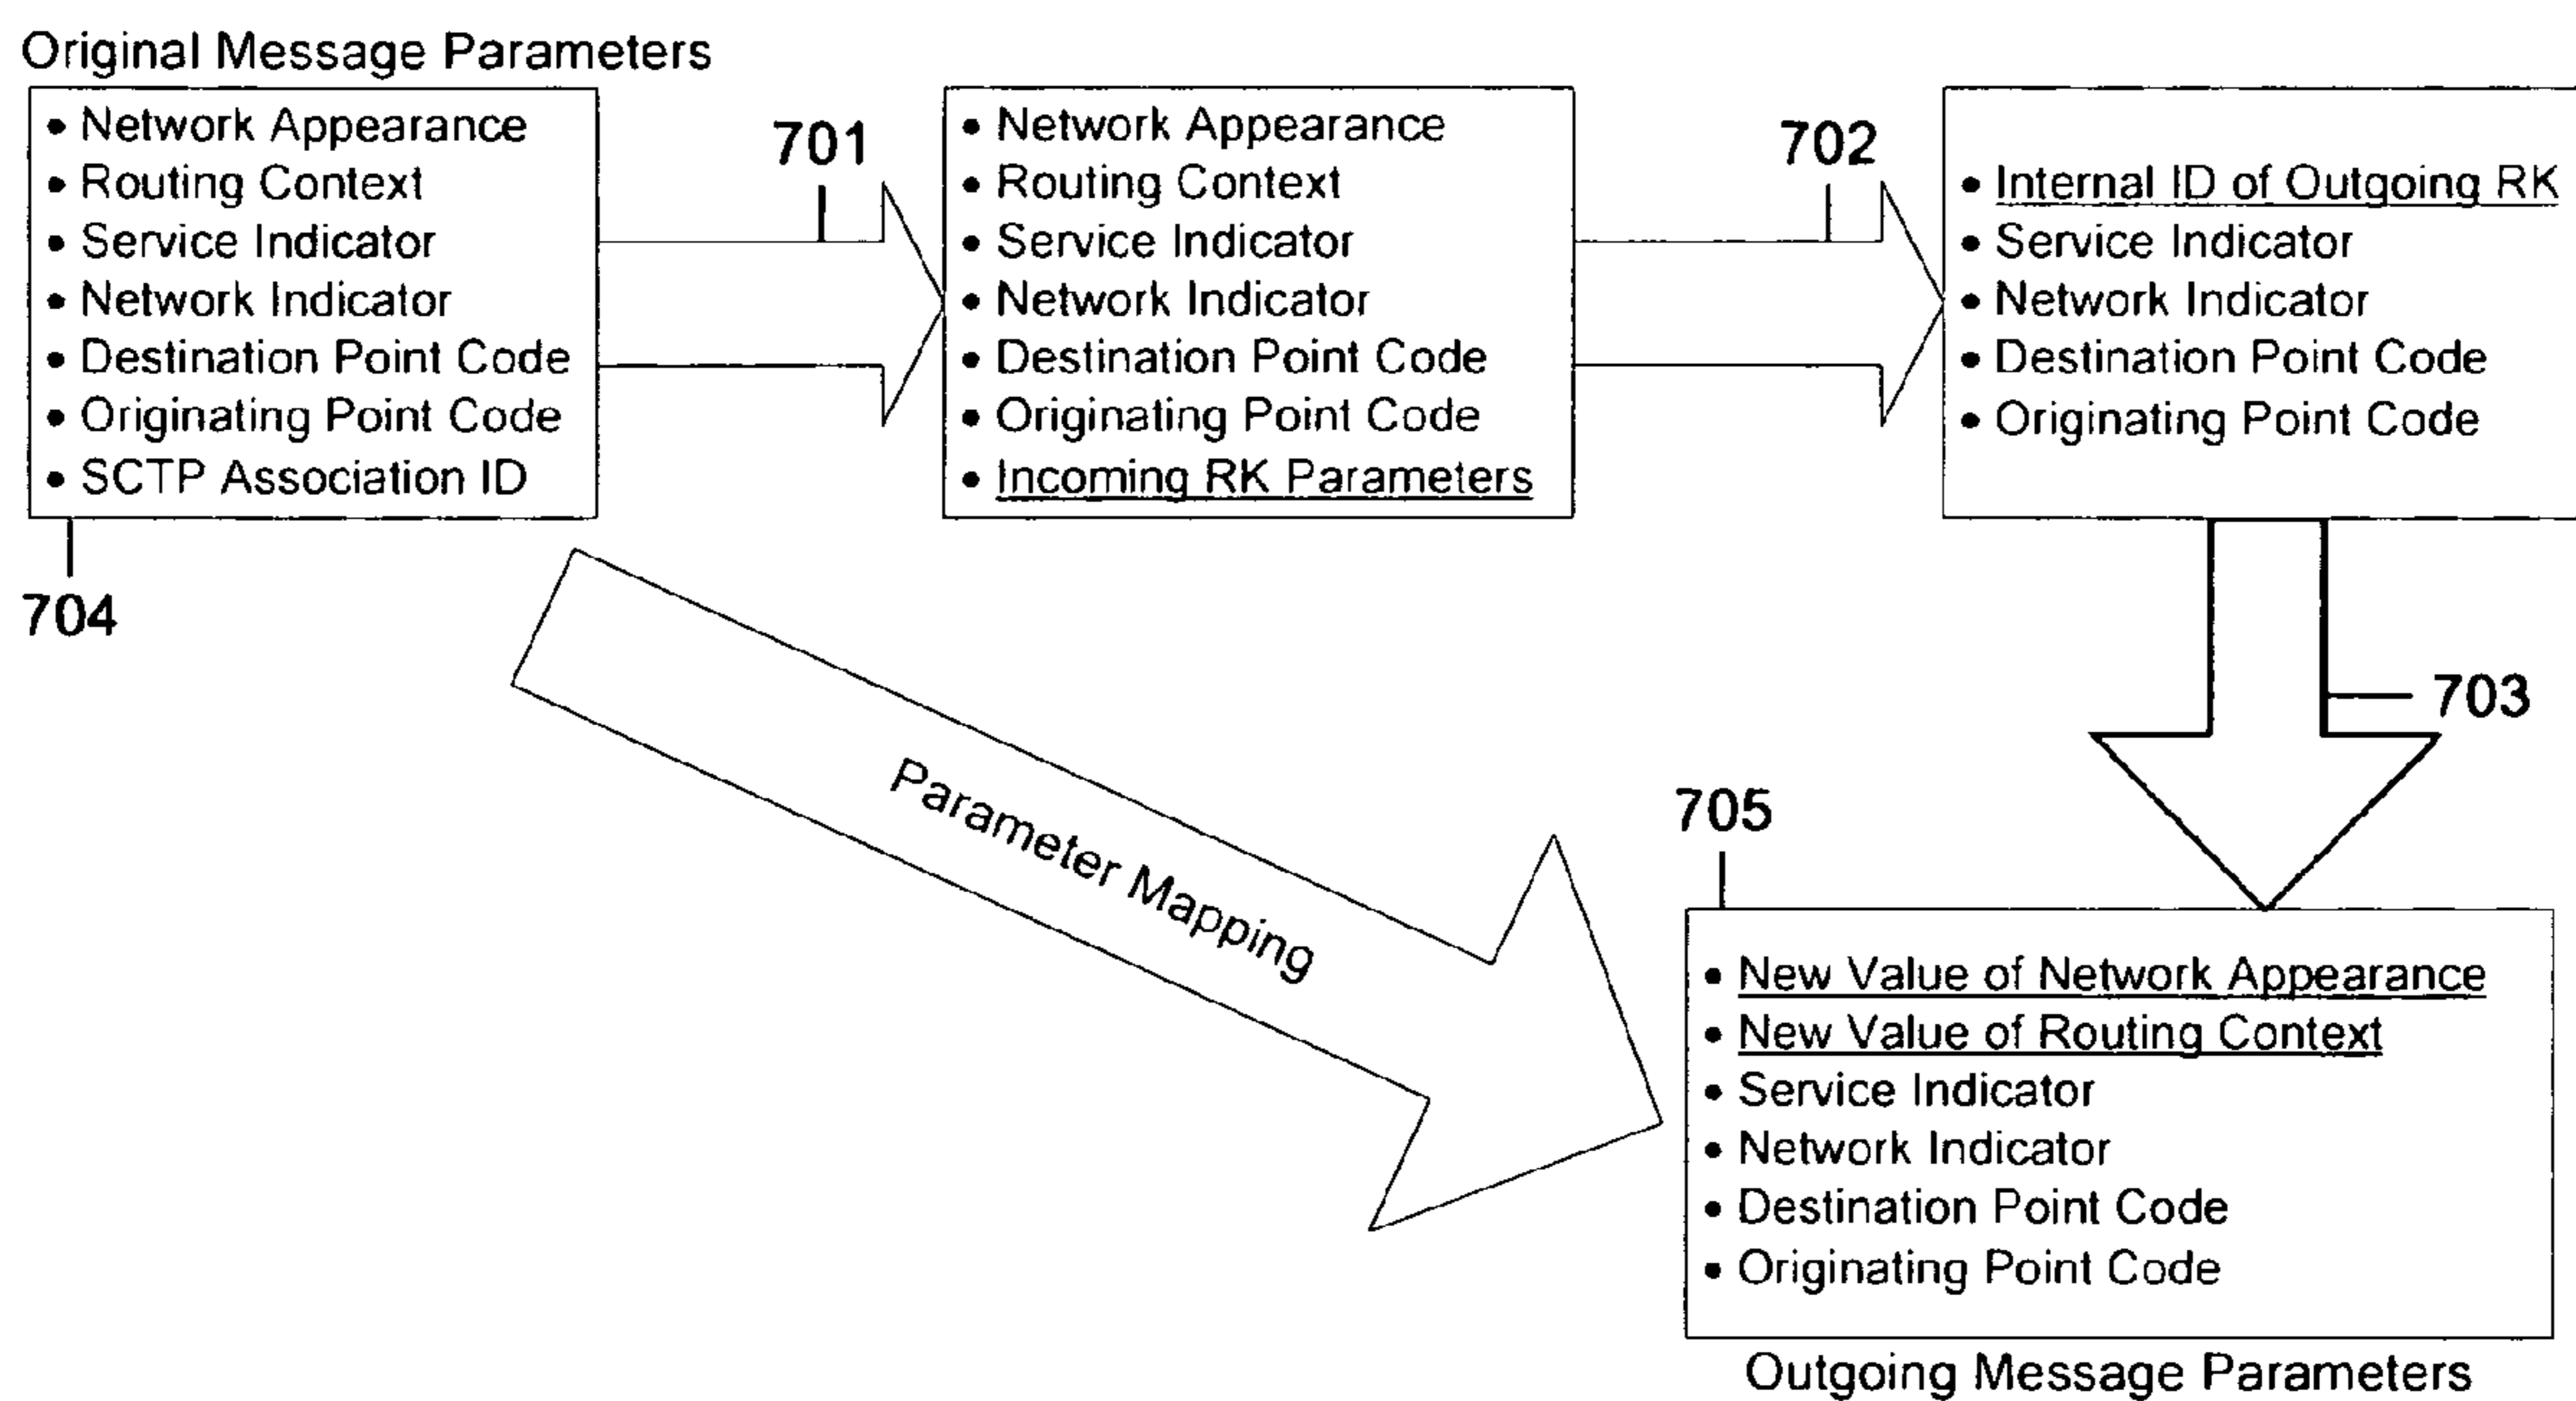 Original Message Parameters
• Network Appearance
• Routing Context
• Service Indicator
• Network Indicator
• Destination Point Code
• Originating Point Code
• SCTP Association ID
704
701
• Network Appearance
• Routing Context
• Service Indicator
• Network Indicator
• Destination Point Code
• Originating Point Code
• Incoming RK Parameters
702
• Internal ID of Outgoing RK
• Service Indicator
• Network Indicator
• Destination Point Code
• Originating Point Code
703
Parameter Mapping
705
• New Value of Network Appearance
• New Value of Routing Context
• Service Indicator
• Network Indicator
• Destination Point Code
• Originating Point Code
Outgoing Message Parameters